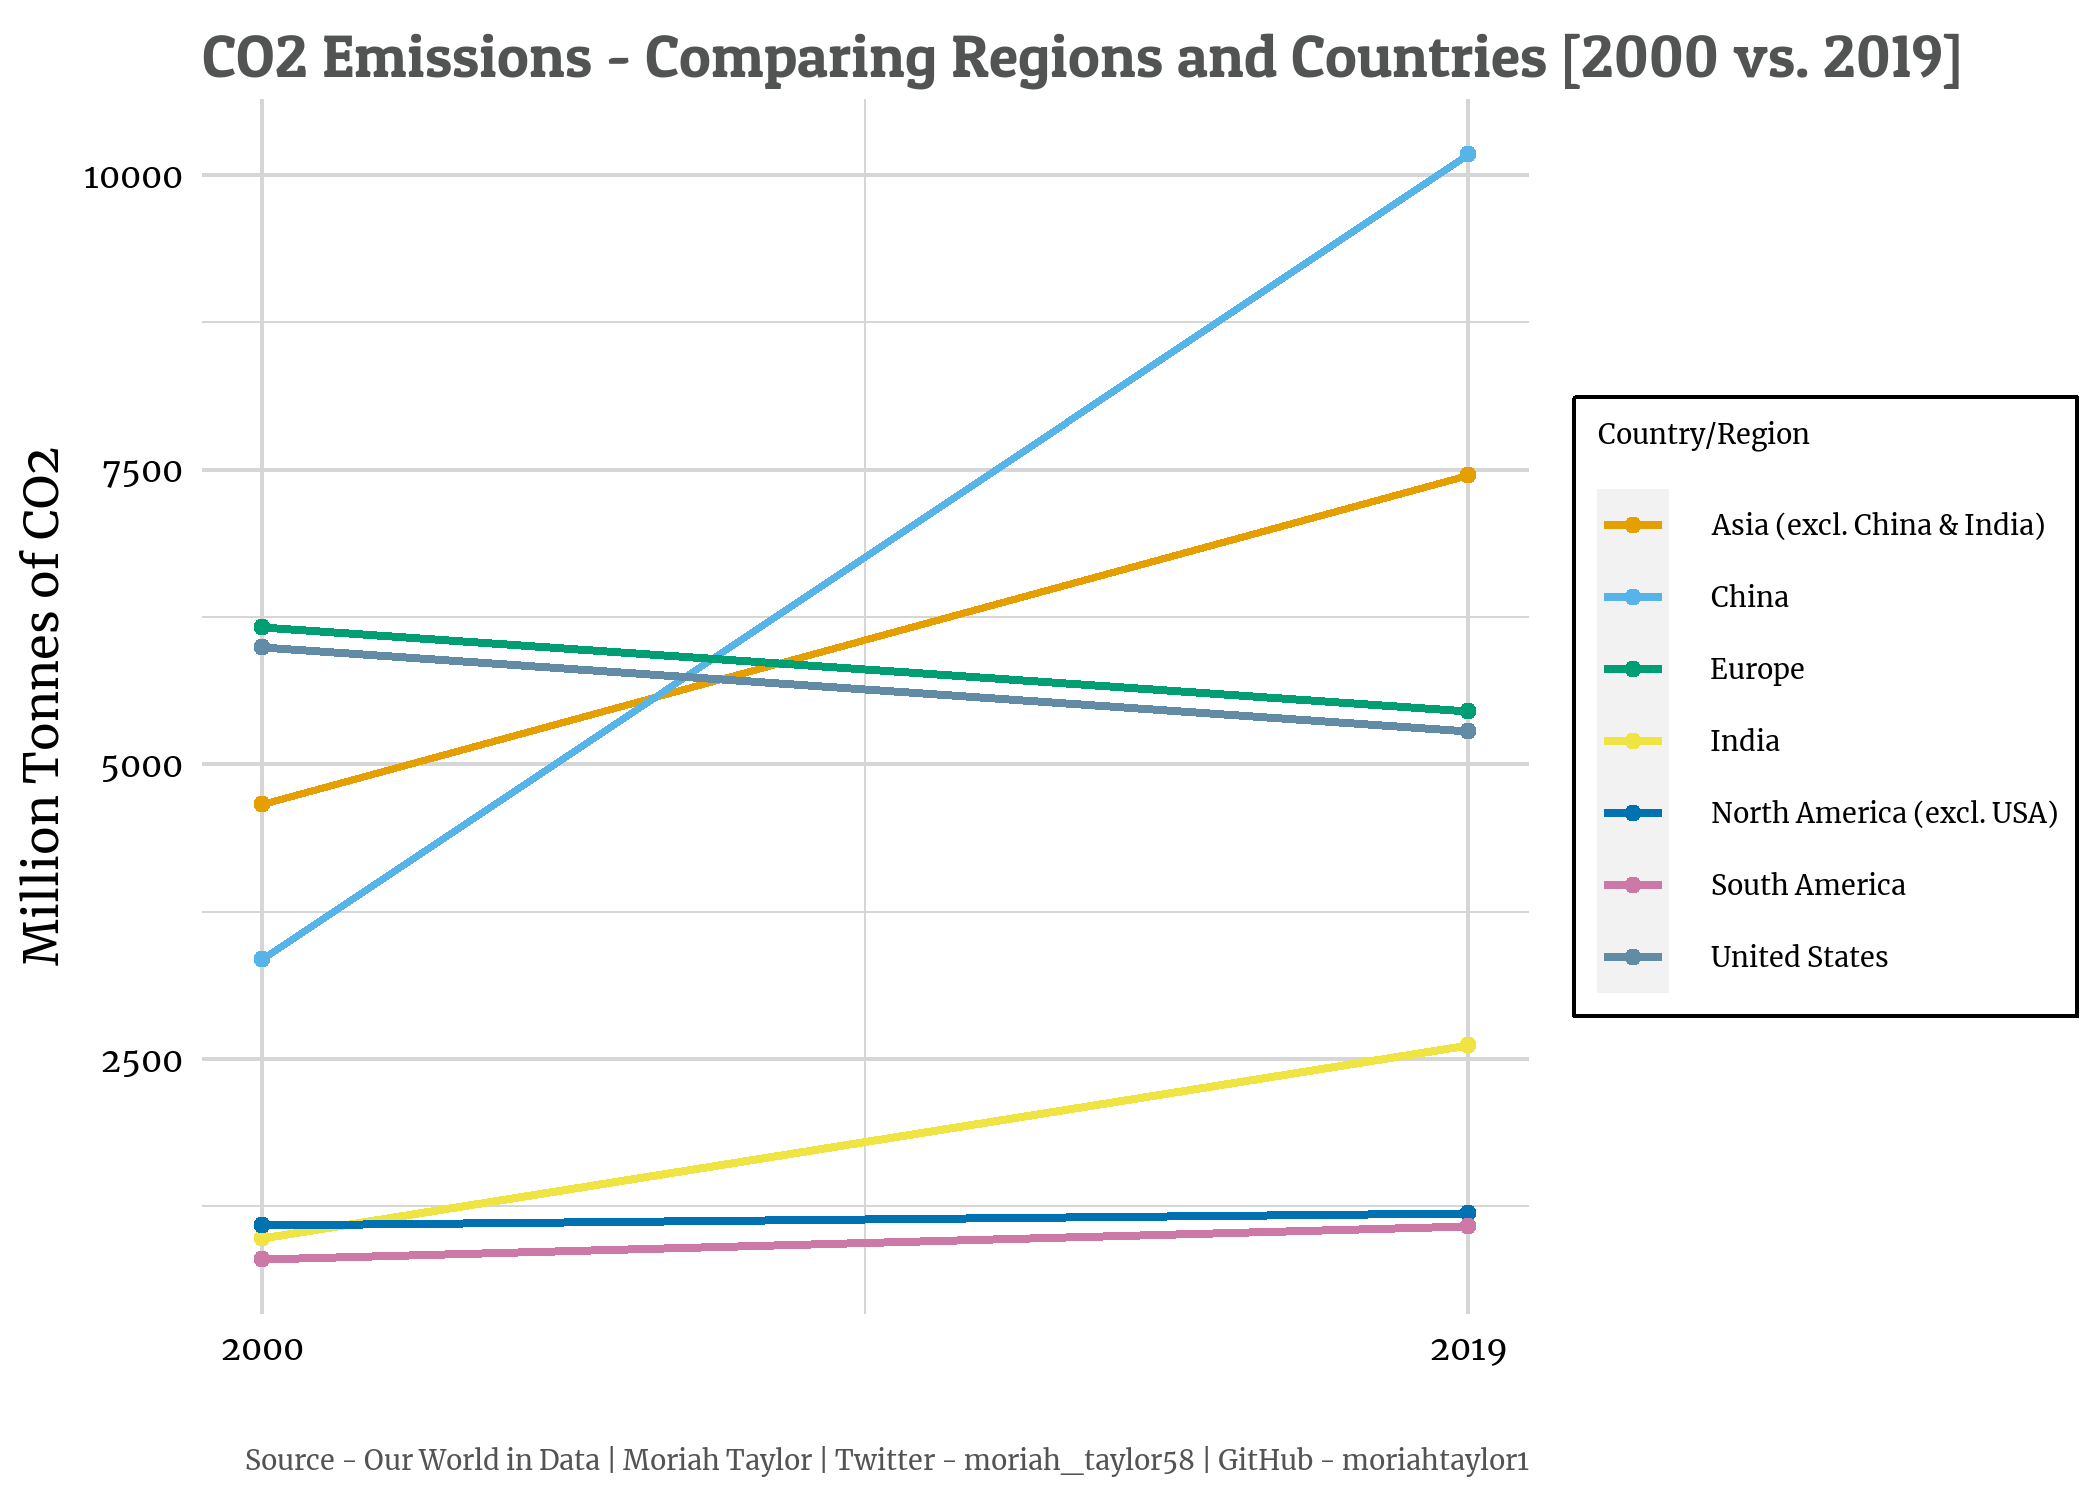 CO2 Emissions - Comparing Regions and Countries [2000 vs. 2019]
Million Tonnes of CO2
10000
7500
5000
2500
2000
2019
Country/Region
Asia (excl. China & India)
China
Europe
India
North America (excl. USA)
South America
United States
Source - Our World in Data | Moriah Taylor | Twitter - moriah_taylor58 | GitHub - moriahtaylor1